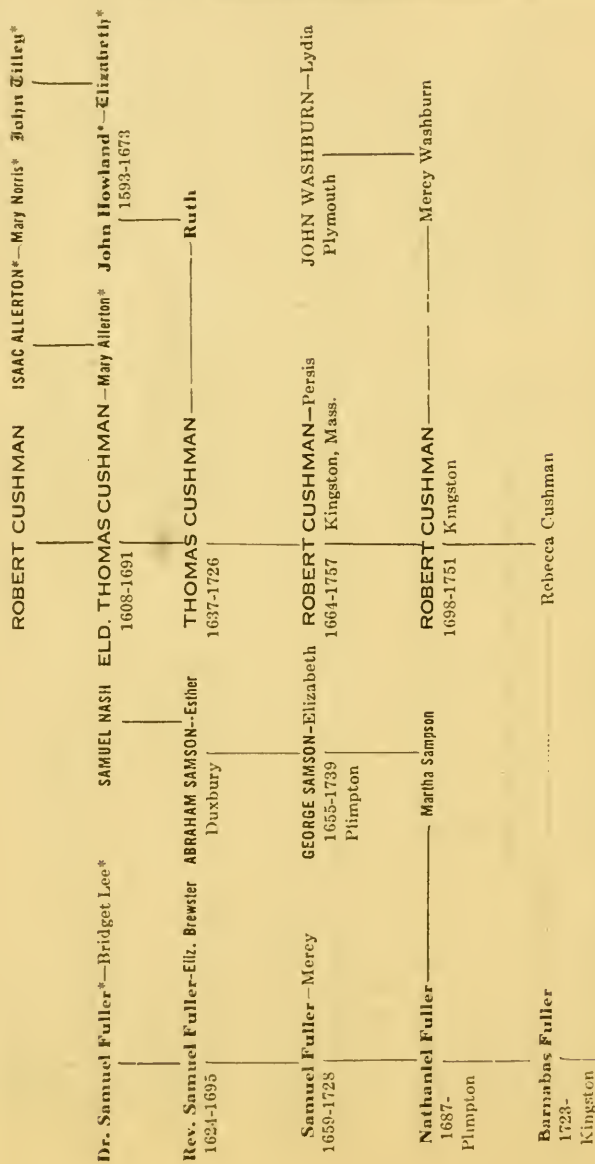 ROBERT CUSHMAN ISAAC ALLERTON*—Mary Norris* John Tilley*
Dr. Samuel Fuller*—Bridget Lee* SAMUEL NASH ELD. THOMAS CUSHMAN—Mary Allerton* John Howland*—Elizabeth*
1608-1691 1593-1673
Rev. Samuel Fuller-Eliz. Brewster ABRAHAM SAMSON--Esther THOMAS CUSHMAN—Ruth
1624-1695 Duxbury 1637-1726
Samuel Fuller—Mercy GEORGE SAMSON-Elizabeth ROBERT CUSHMAN—Persis JOHN WASHBURN—Lydia
1659-1728 1655-1739 1664-1757 Kingston, Mass. Plymouth
Plimpton
Nathaniel Fuller—Martha Sampson ROBERT CUSHMAN—Mercy Washburn
1687- 1698-1751 Kingston
Plimpton
Barnabas Fuller Rebecca Cushman
1723-
Kingston